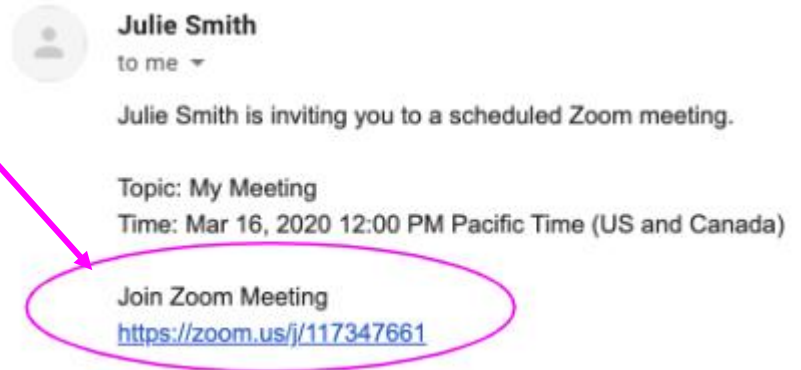 Julie Smith
to me
Julie Smith is inviting you to a scheduled Zoom meeting.
Topic: My Meeting
Time: Mar 16, 2020 12:00 PM Pacific Time (US and Canada)
Join Zoom Meeting
https://zoom.us/j/117347661